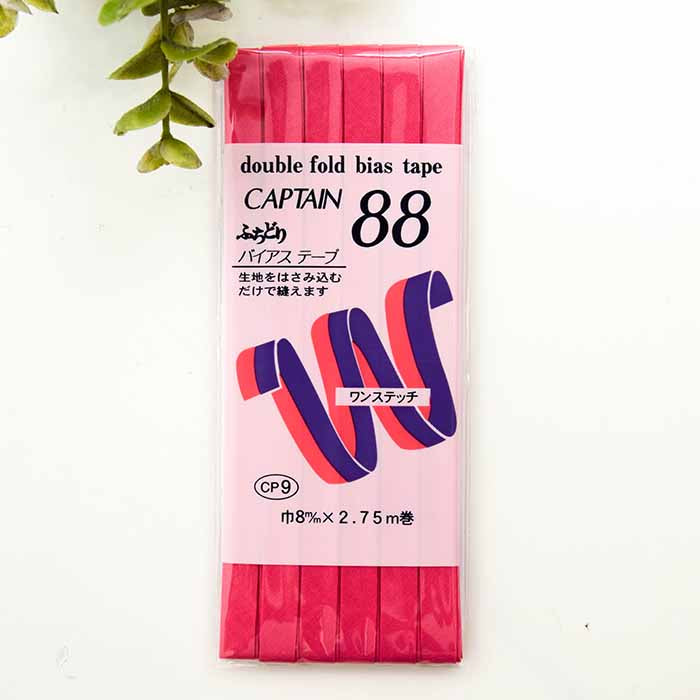 double fold bias tape
CAPTAIN 88
ふちどり
バイアス テープ
生地をはさみ込む
だけで縫えます
ワンステッチ
CP9
巾8m/m×2.75m巻